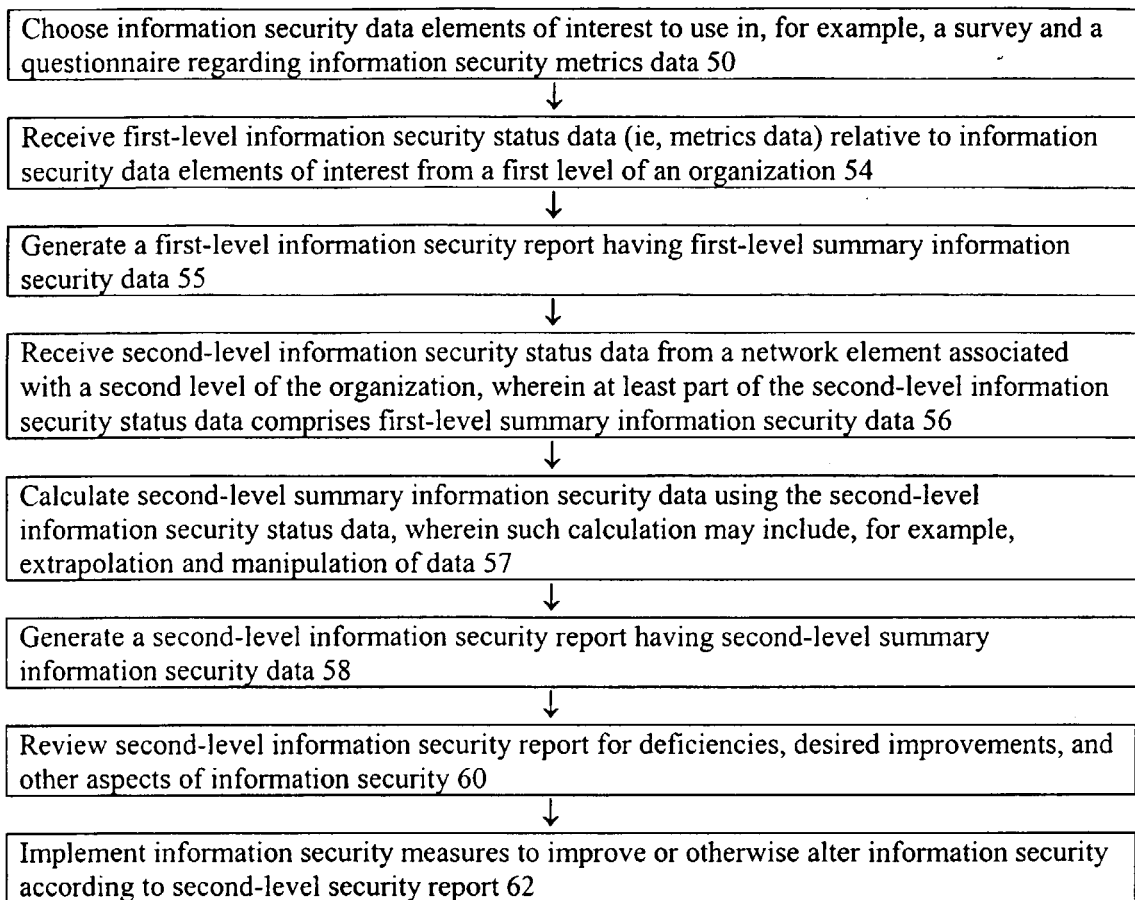 Choose information security data elements of interest to use in, for example, a survey and a
questionnaire regarding information security metrics data 50
Receive first-level information security status data (ie, metrics data) relative to information
security data elements of interest from a first level of an organization 54
Generate a first-level information security report having first-level summary information
security data 55
Receive second-level information security status data from a network element associated
with a second level of the organization, wherein at least part of the second-level information
security status data comprises first-level summary information security data 56
Calculate second-level summary information security data using the second-level
information security status data, wherein such calculation may include, for example,
extrapolation and manipulation of data 57
Generate a second-level information security report having second-level summary
information security data 58
Review second-level information security report for deficiencies, desired improvements, and
other aspects of information security 60
Implement information security measures to improve or otherwise alter information security
according to second-level security report 62